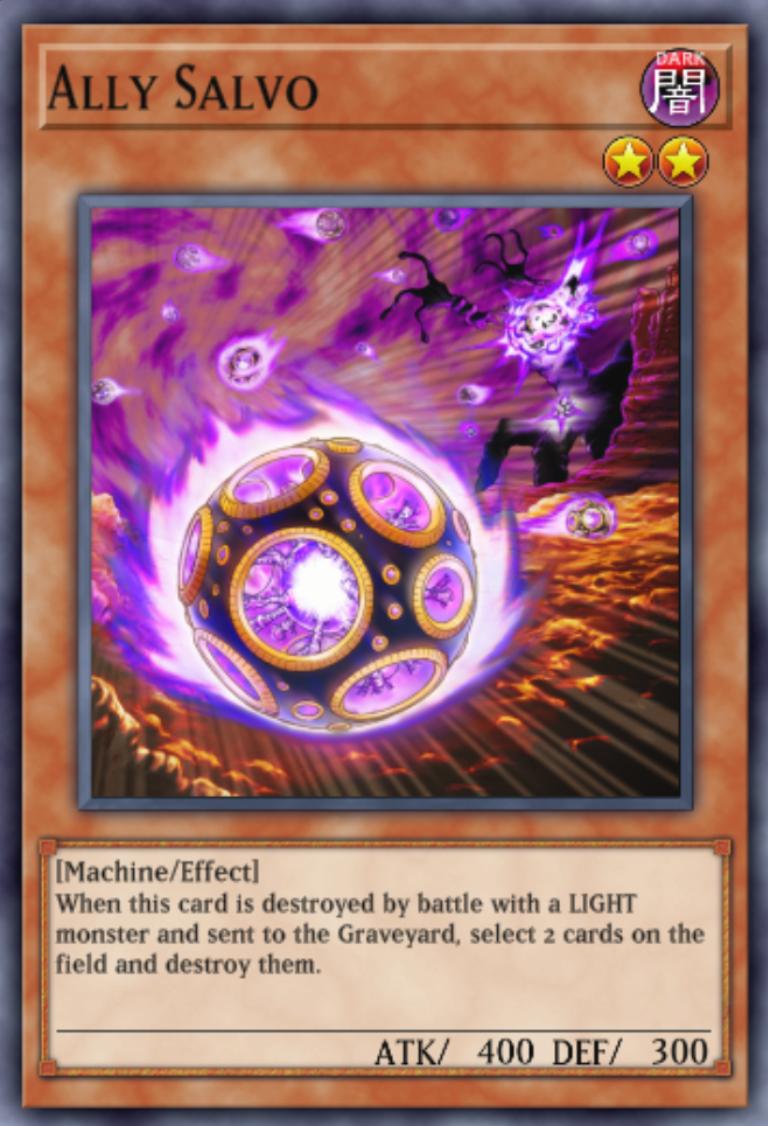 Ally Salvo
DARK
闇
[Machine/Effect]
When this card is destroyed by battle with a LIGHT
monster and sent to the Graveyard, select 2 cards on the
field and destroy them.
ATK/ 400 DEF/ 300